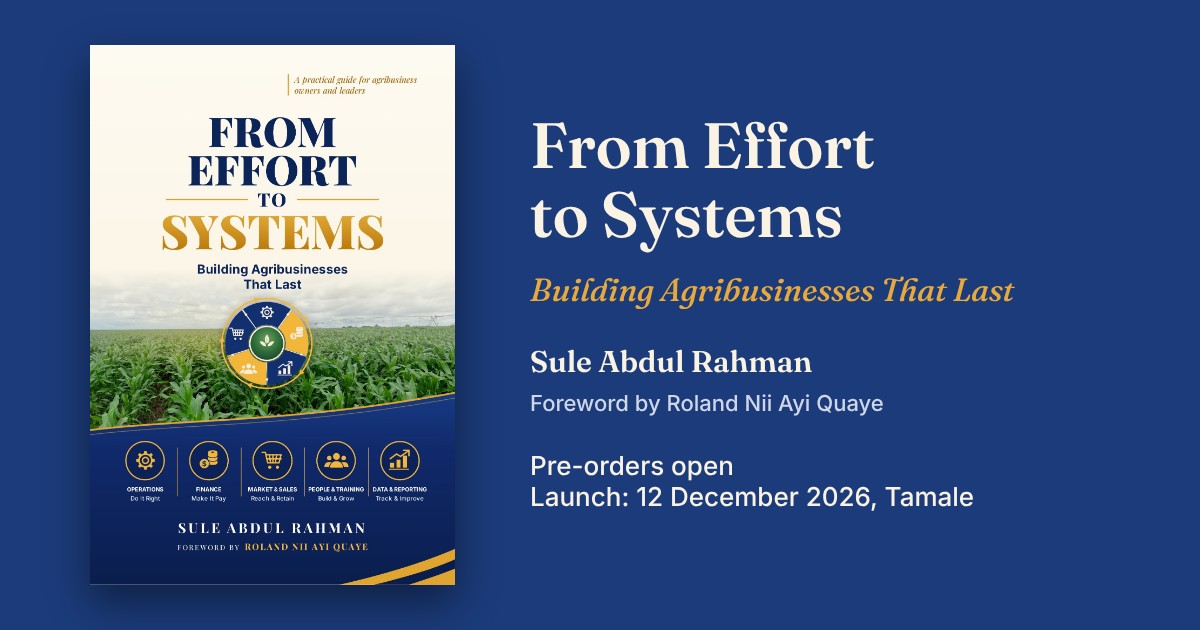 A practical guide for agribusiness
owners and leaders
FROM
EFFORT
TO
SYSTEMS
Building Agribusinesses
That Last
OPERATIONS
Do it Right
FINANCE
Make It Pay
MARKET & SALES
Reach & Retain
PEOPLE & TRAINING
Build & Grow
DATA & REPORTING
Track & Improve
SULE ABDUL RAHMAN
FOREWORD BY ROLAND NII AYI QUAYE
From Effort
to Systems
Building Agribusinesses That Last
Sule Abdul Rahman
Foreword by Roland Nii Ayi Quaye
Pre-orders open
Launch: 12 December 2026, Tamale